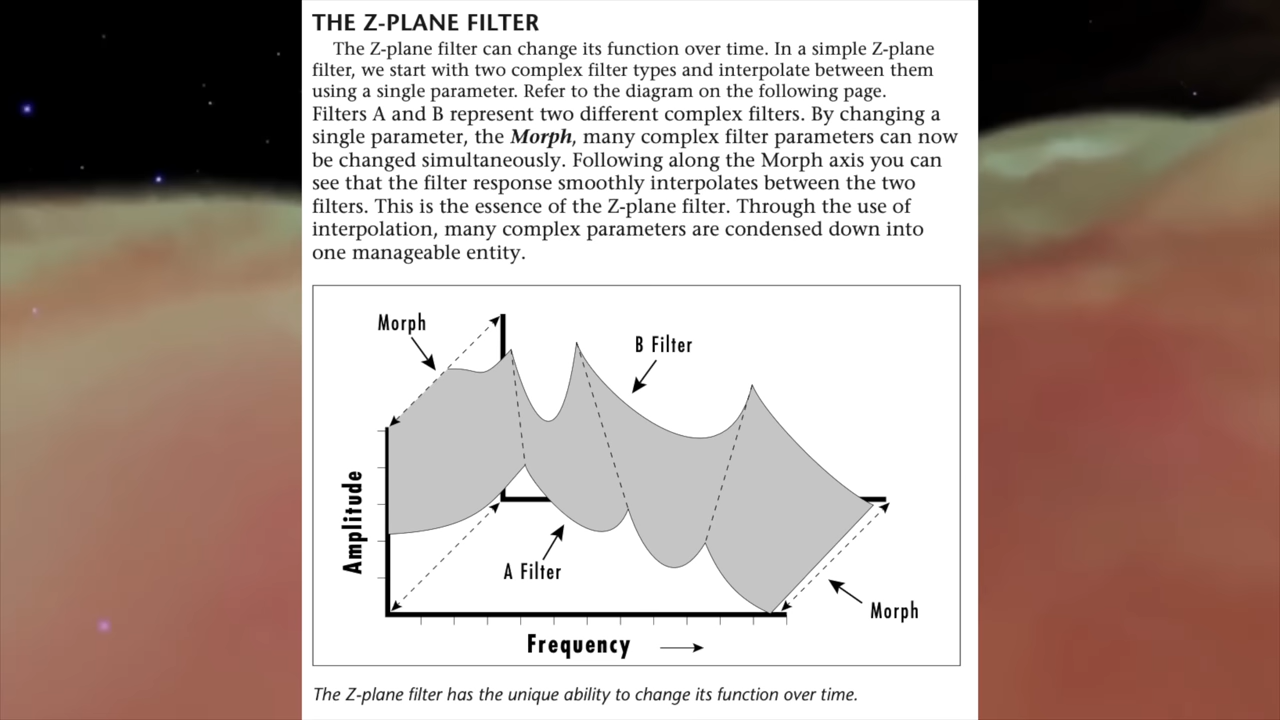 THE Z-PLANE FILTER
The Z-plane filter can change its function over time. In a simple Z-plane
filter, we start with two complex filter types and interpolate between them
using a single parameter. Refer to the diagram on the following page.
Filters A and B represent two different complex filters. By changing a
single parameter, the Morph, many complex filter parameters can now
be changed simultaneously. Following along the Morph axis you can
see that the filter response smoothly interpolates between the two
filters. This is the essence of the Z-plane filter. Through the use of
interpolation, many complex parameters are condensed down into
one manageable entity.
Morph
B Filter
Amplitude
A Filter
Morph
Frequency
The Z-plane filter has the unique ability to change its function over time.